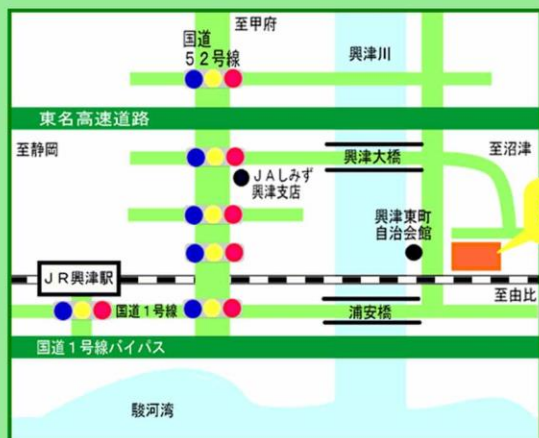 至甲府
国道
５２号線
興津川
東名高速道路
至静岡
至沼津
興津大橋
ＪＡしみず
興津支店
興津東町
自治会館
ＪＲ興津駅
至由比
国道１号線
浦安橋
国道１号線バイパス
駿河湾